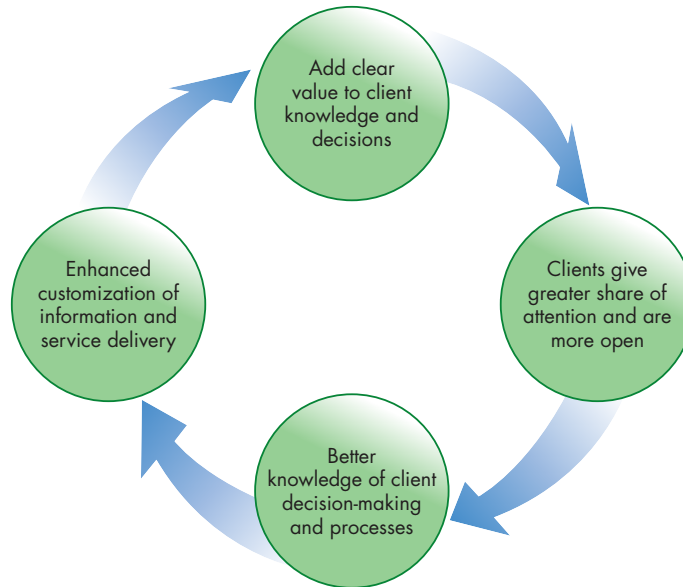 Add clear
value to client
knowledge and
decisions
Clients give
greater share of
attention and are
more open
Better
knowledge of client
decision-making
and processes
Enhanced
customization of
information and
service delivery